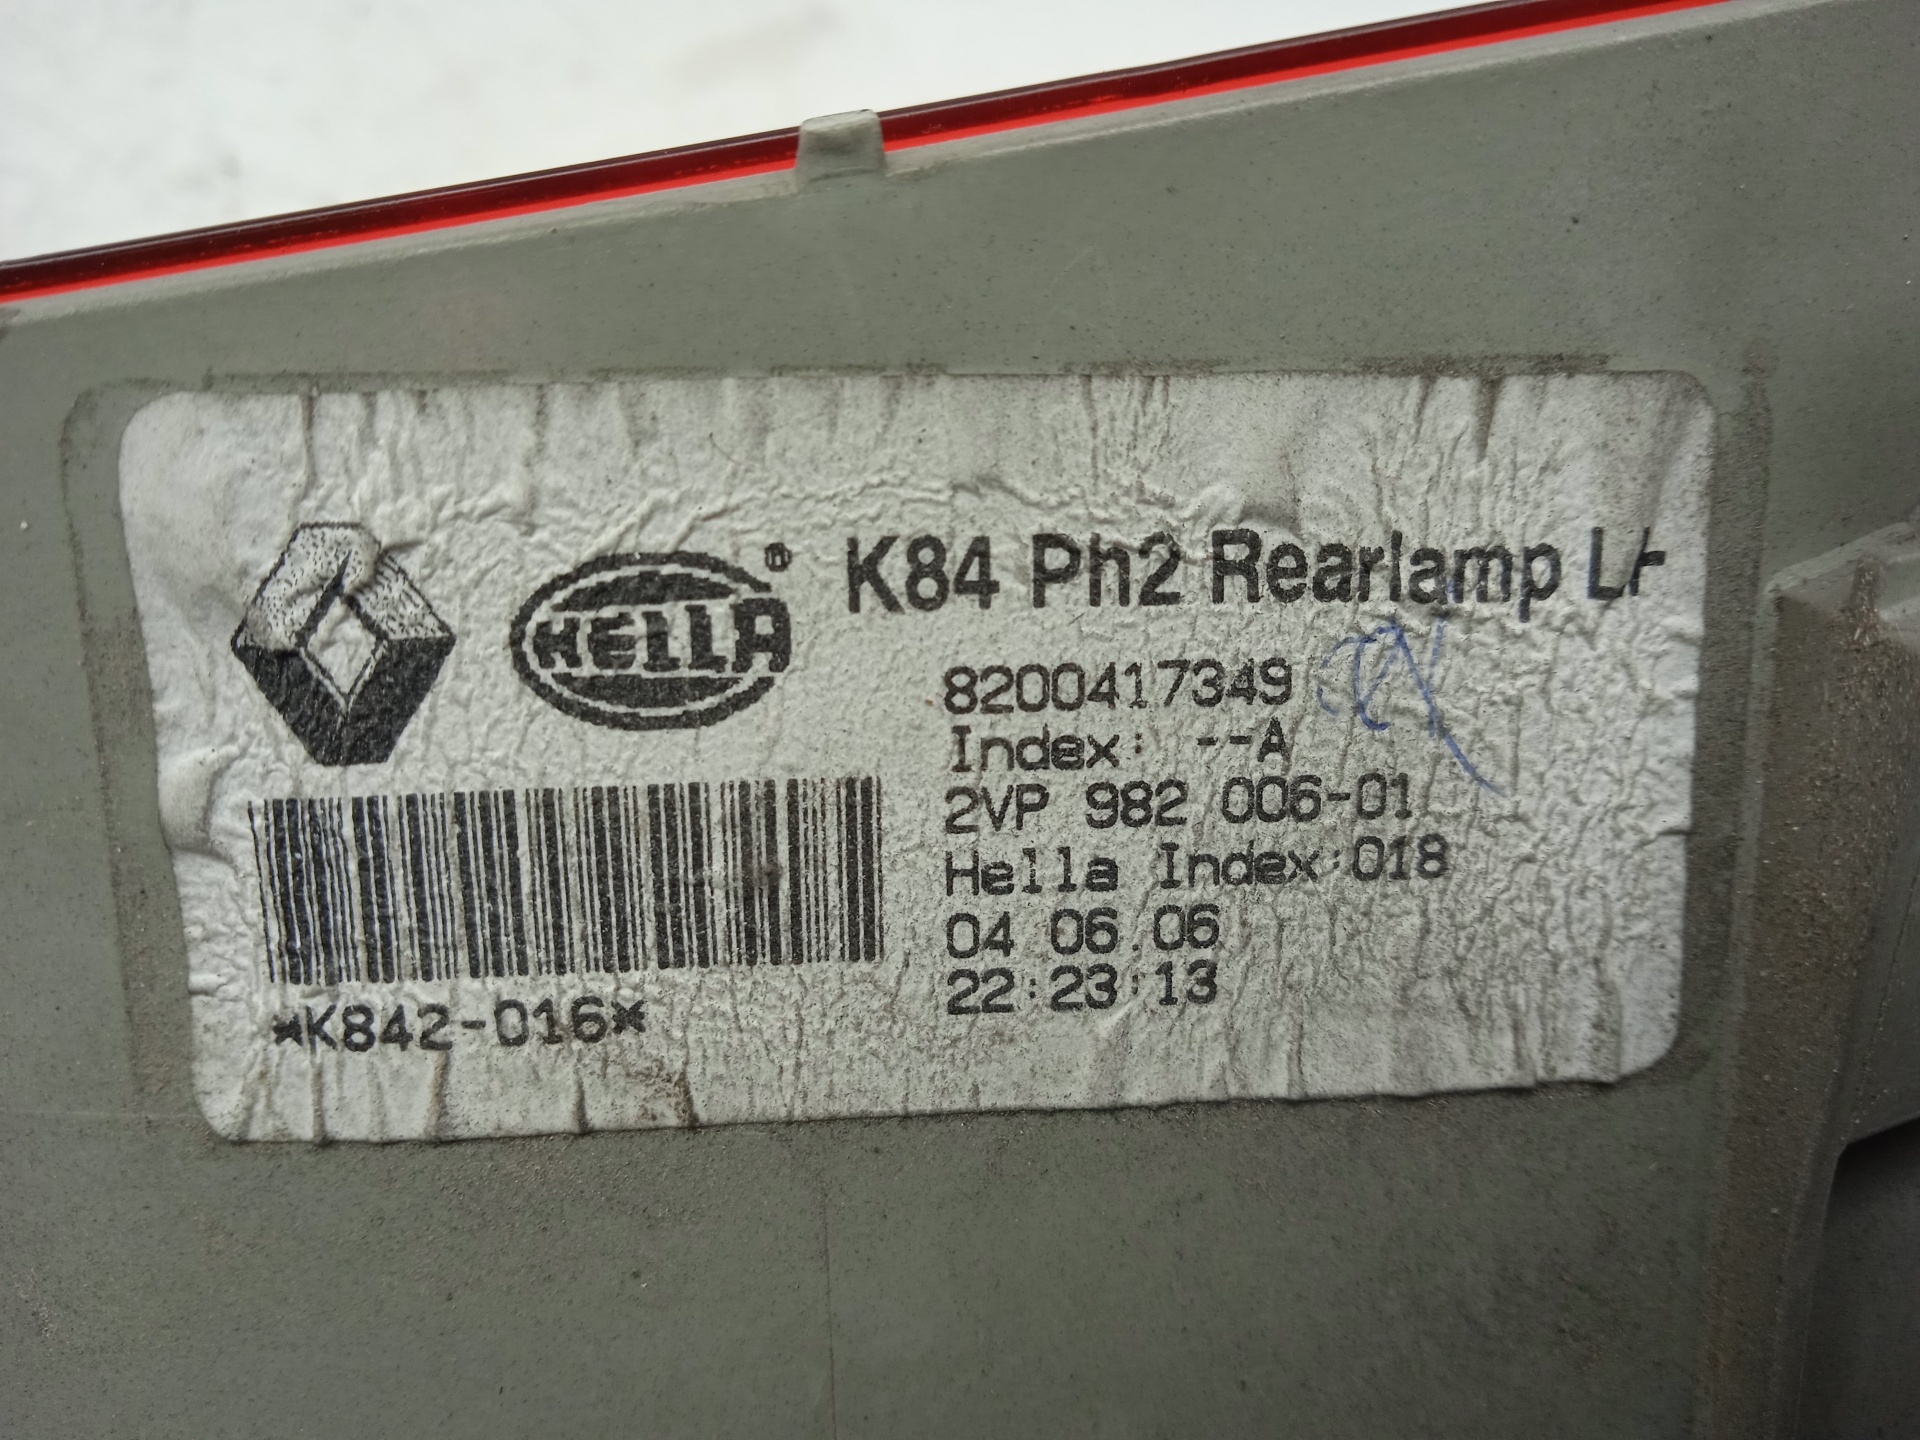 HELLA ® K84 Ph2 Rearlamp LH
8200417349
Index: --A
2VP 982 006-01
Hella Index:018
04.06.06
22:23:13
*K842-016*